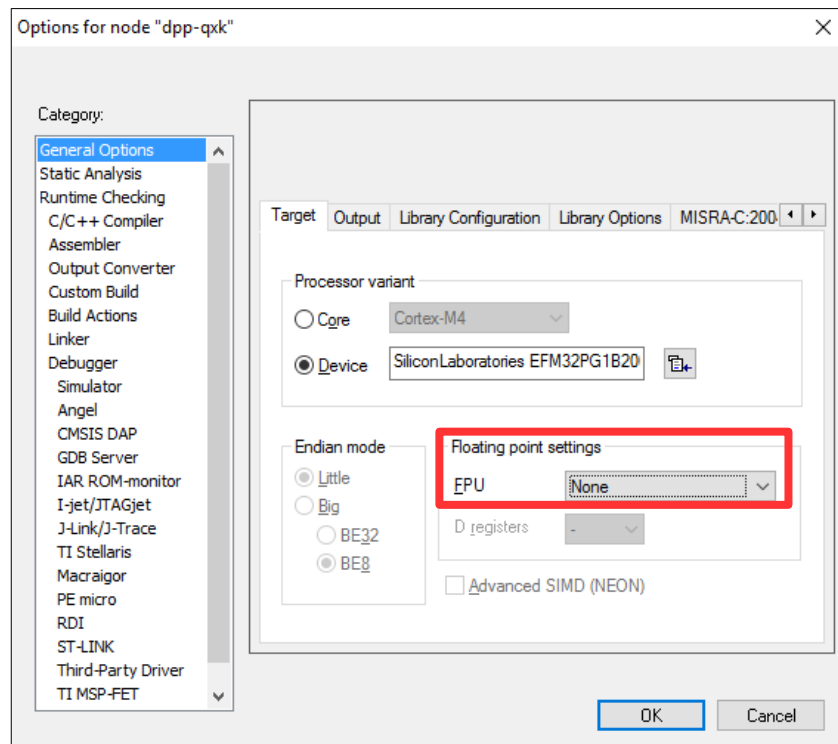 Options for node "dpp-qxk"
Category:
General Options
Static Analysis
Runtime Checking
C/C++ Compiler
Assembler
Output Converter
Custom Build
Build Actions
Linker
Debugger
Simulator
Angel
CMSIS DAP
GDB Server
IAR ROM-monitor
I-jet/JTAGjet
J-Link/J-Trace
TI Stellaris
Macraigor
PE micro
RDI
ST-LINK
Third-Party Driver
TI MSP-FET
Target Output Library Configuration Library Options MISRA-C:200
Processor variant
Core Cortex-M4
Device SiliconLaboratories EFM32PG1B20
Endian mode
Little
Big
BE32
BE8
Floating point settings
FPU None
D registers -
Advanced SIMD (NEON)
OK Cancel